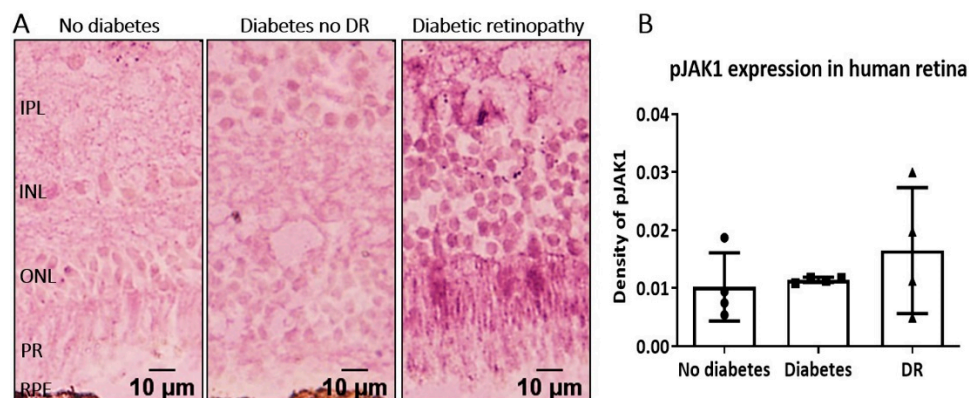 A
No diabetes
Diabetes no DR
Diabetic retinopathy
IPL
INL
ONL
PR
RPE
10 µm
10 µm
10 µm
B
pJAK1 expression in human retina
Density of pJAK1
0.04
0.03
0.02
0.01
0.00
No diabetes
Diabetes
DR